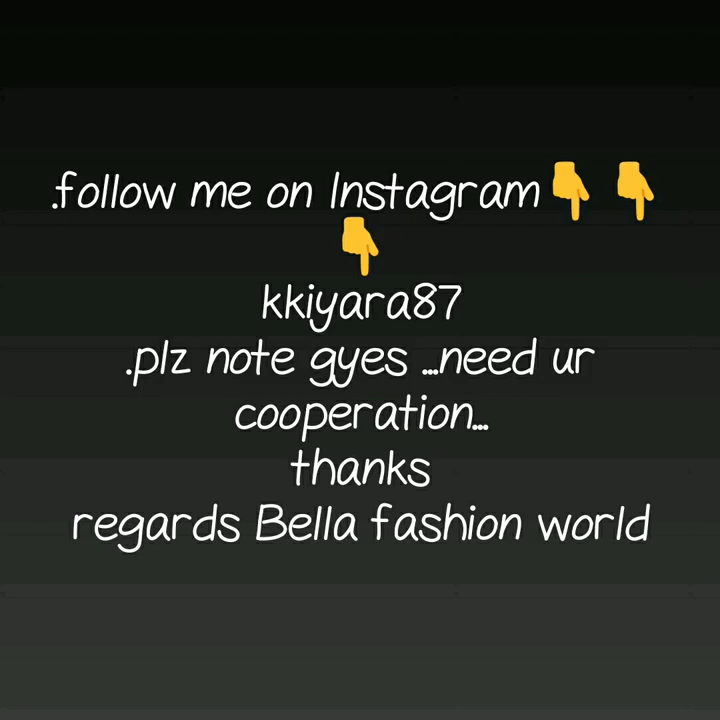 .follow me on Instagram👇 👇
👇
kkiyara87
.plz note gyes ...need ur
cooperation...
thanks
regards Bella fashion world